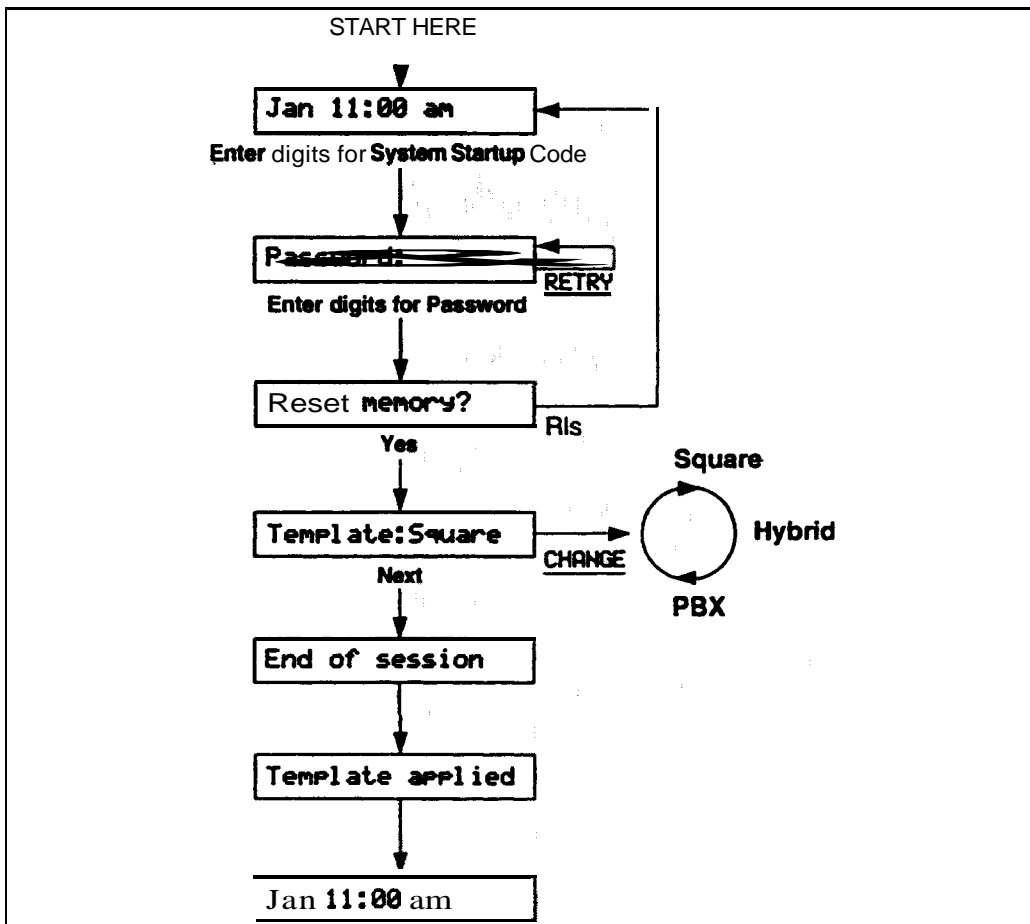 START HERE
Jan 11:00 am
Enter digits for System Startup Code
Password:
RETRY
Enter digits for Password
Reset memory?
Rls
Yes
Square
Template:Square
Hybrid
CHANGE
Next
PBX
End of session
Template applied
Jan 11:00 am